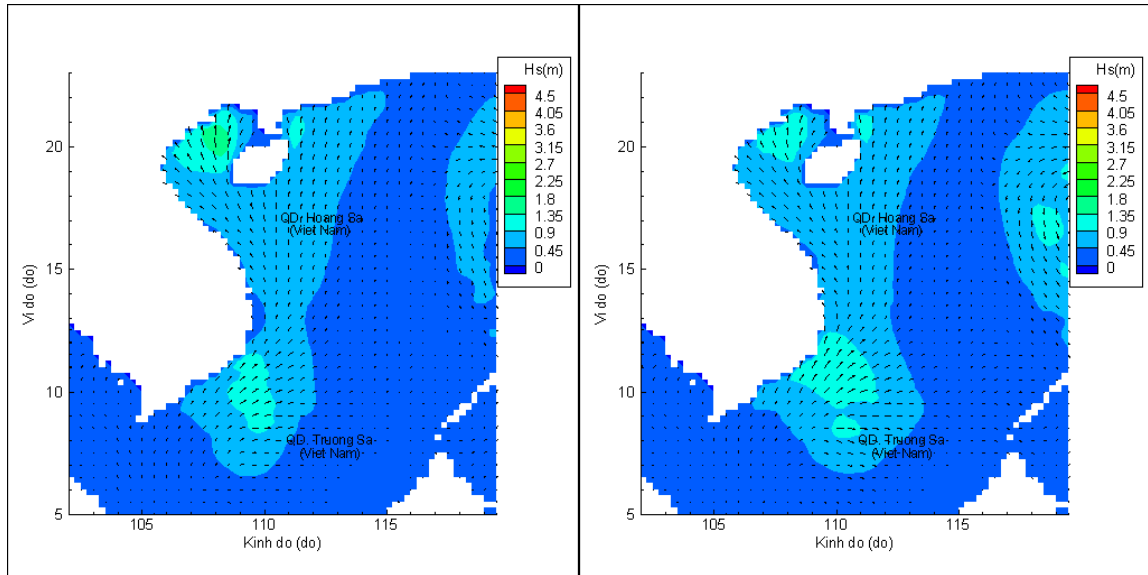 Hs(m)
4.5
4.05
3.6
3.15
2.7
2.25
1.8
1.35
0.9
0.45
0
20
15
10
5
Vi do (do)
105
110
115
Kinh do (do)
QD. Hoang Sa
(Viet Nam)
QD. Truong Sa
(Viet Nam)
Hs(m)
4.5
4.05
3.6
3.15
2.7
2.25
1.8
1.35
0.9
0.45
0
20
15
10
5
Vi do (do)
105
110
115
Kinh do (do)
QD. Hoang Sa
(Viet Nam)
QD. Truong Sa
(Viet Nam)